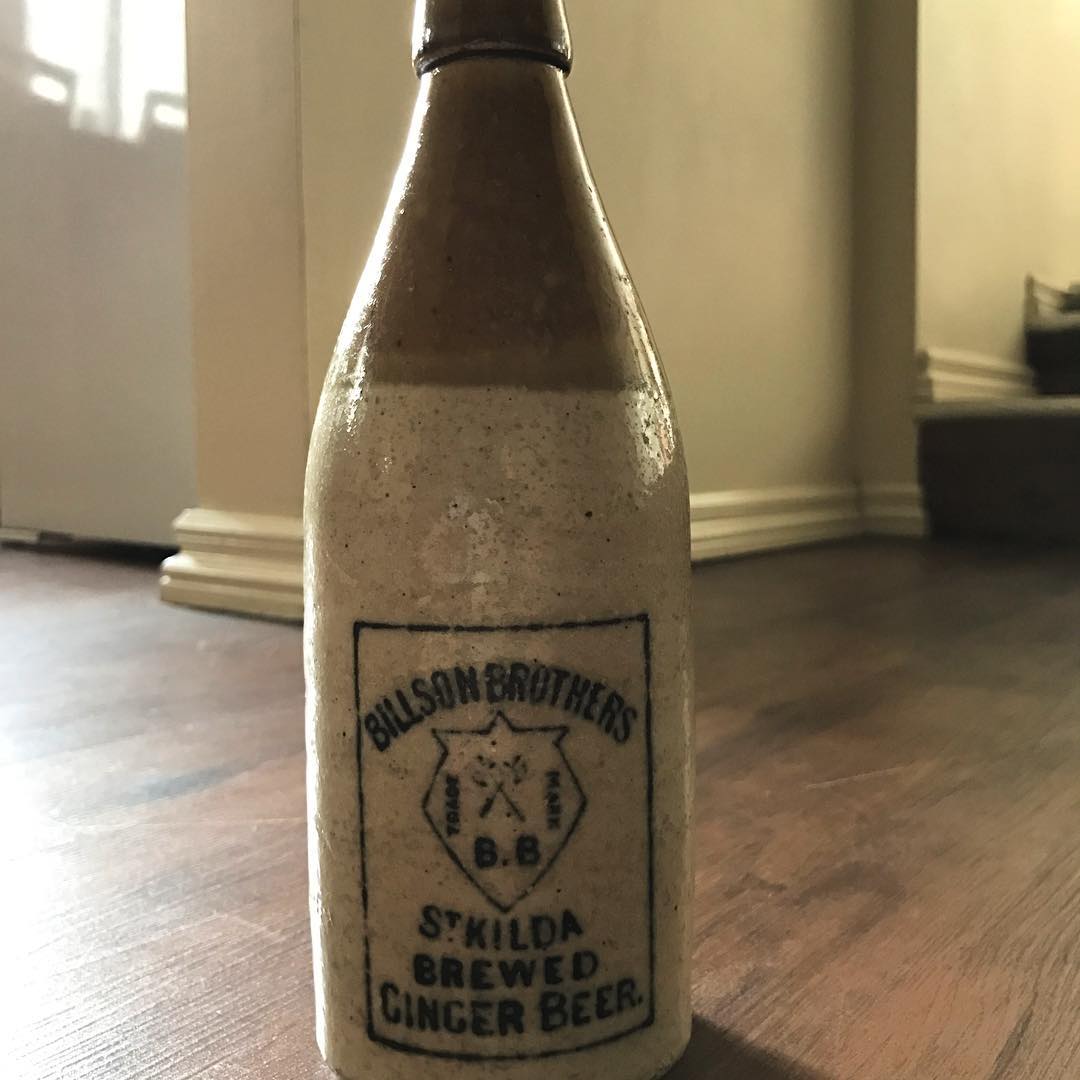 BILLSON BROTHERS
TRADE MARK
B.B
ST KILDA
BREWED
GINGER BEER.